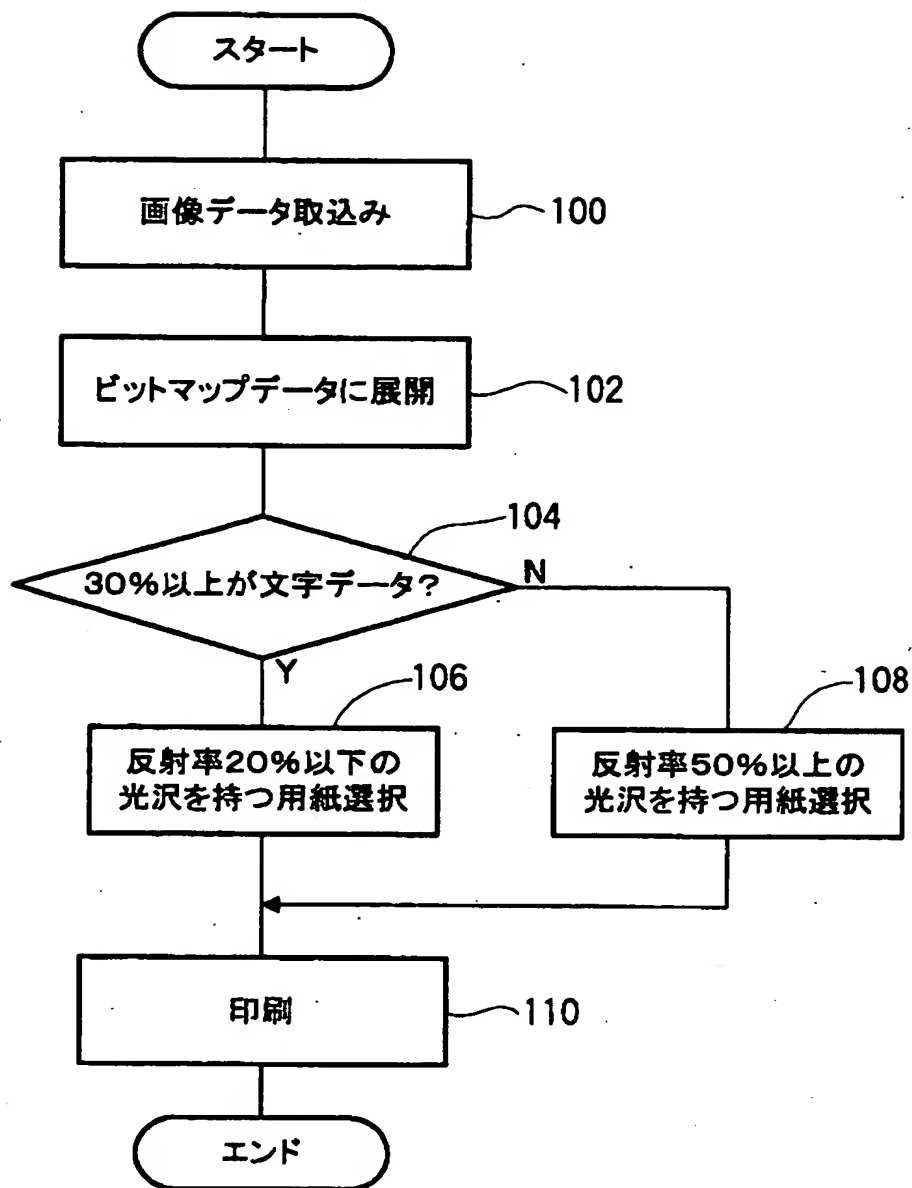 スタート
画像データ取込み
100
ビットマップデータに展開
102
104
30%以上が文字データ?
N
Y
106
反射率20%以下の
光沢を持つ用紙選択
108
反射率50%以上の
光沢を持つ用紙選択
印刷
110
エンド